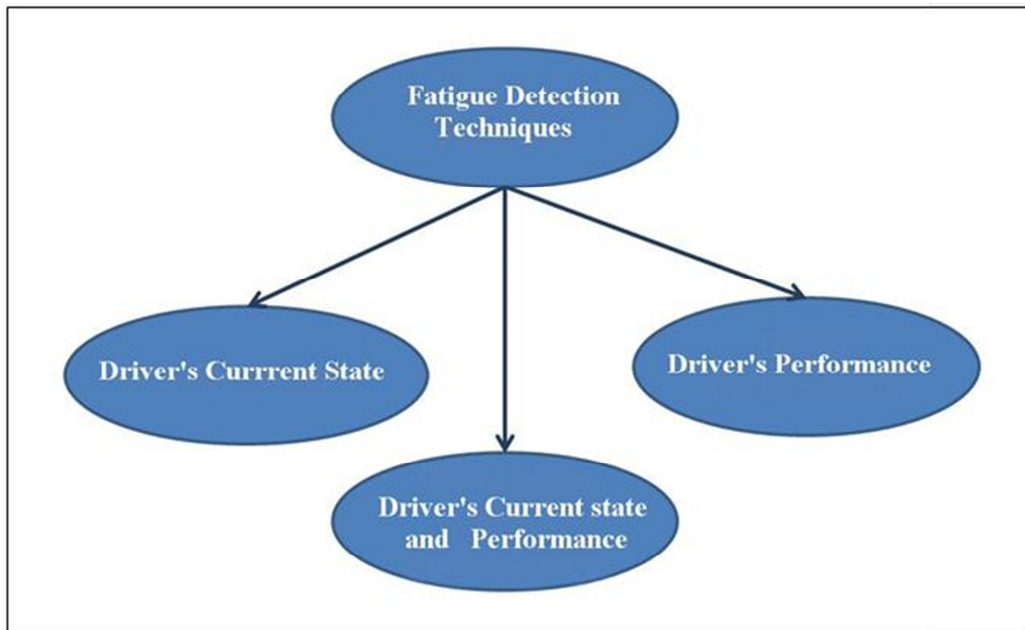 Fatigue Detection
Techniques
Driver's Currrent State
Driver's Performance
Driver's Current state
and Performance